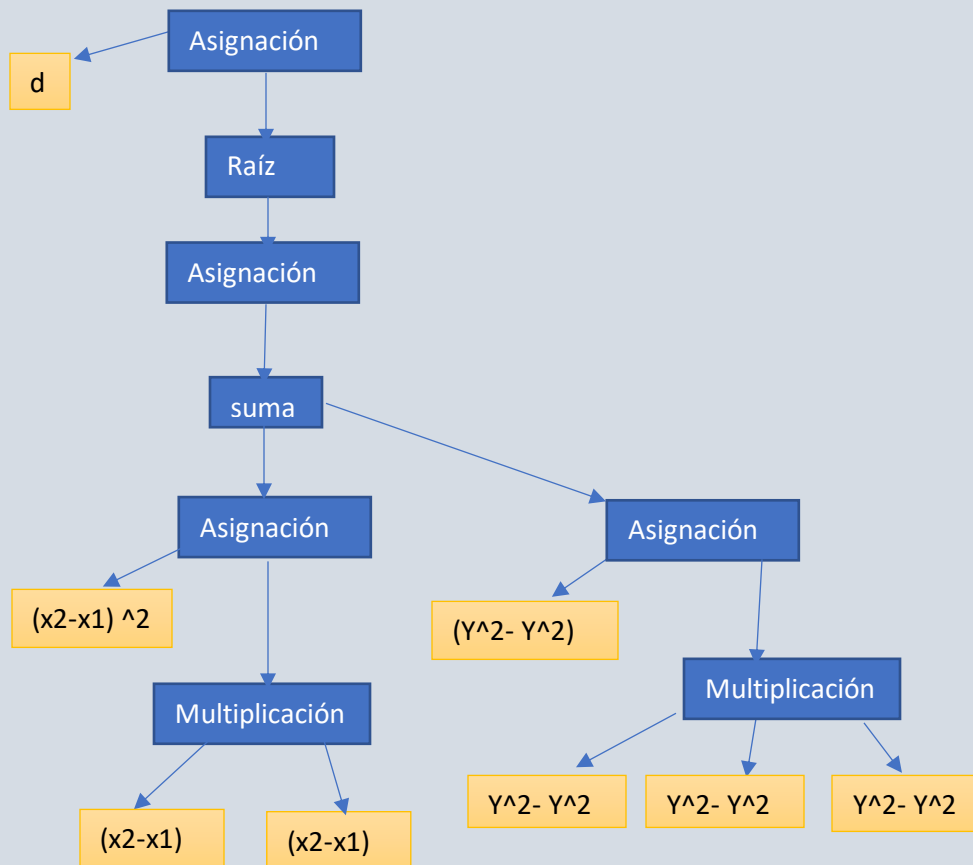 Asignación
d
Raíz
Asignación
suma
Asignación
Asignación
(x2-x1) ^2
(Y^2- Y^2)
Multiplicación
Multiplicación
(x2-x1)
(x2-x1)
Y^2- Y^2
Y^2- Y^2
Y^2- Y^2